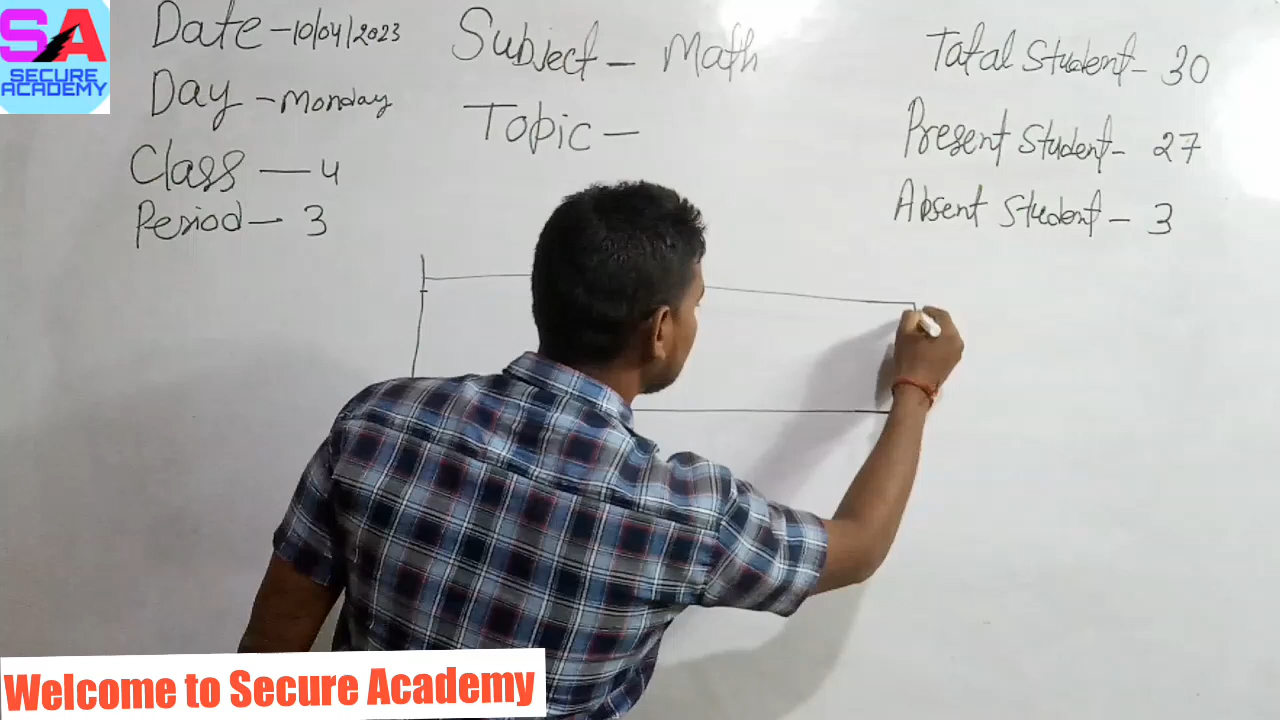 SA
SECURE
ACADEMY
Date - 10/04/2023
Day - Monday
Class - 4
Period - 3
Subject - Math
Topic -
Tatal Student - 30
Present Student - 27
Absent Student - 3
Welcome to Secure Academy